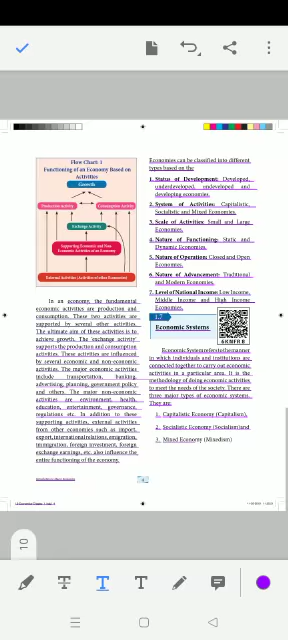 Flow Chart: 1
Functioning of an Economy Based on
Activities
Growth
Production activity
Consumption Activity
Exchange Activity
Supporting Economic and Non
Economic Activities of an Economy
External Activities (Activities of other Economies)
In an economy, the fundamental
economic activities are production and
consumption. These two activities are
supported by several other activities.
The ultimate aim of these activities is to
achieve growth. The 'exchange activity'
supports the production and consumption
activities. These activities are influenced
by several economic and non-economic
activities. The major economic activities
include transportation, banking,
advertising, planning, government policy
and others. The major non-economic
activities are environment, health,
education, entertainment, governance,
regulations etc. In addition to these
supporting activities, external activities
from other economies such as import,
export, international relations, emigration,
immigration, foreign investment, foreign
exchange earnings, etc. also influence the
entire functioning of the economy.
Economies can be classified into different
types based on the
1. Status of Development: Developed,
underdeveloped, undeveloped and
developing economies.
2. System of Activities: Capitalistic,
Socialistic and Mixed Economies.
3. Scale of Activities: Small and Large
Economies.
4. Nature of Functioning: Static and
Dynamic Economies.
5. Nature of Operation: Closed and Open
Economies.
6. Nature of Advancement: Traditional
and Modern Economies.
7. Level of National Income: Low Income,
Middle Income and High Income
Economies.
1.7
Economic Systems
6KMFR8
Economic System refers to the manner
in which individuals and institutions are
connected together to carry out economic
activities in a particular area. It is the
methodology of doing economic activities
to meet the needs of the society. There are
three major types of economic systems.
They are:
1. Capitalistic Economy (Capitalism),
2. Socialistic Economy (Socialism) and
3. Mixed Economy (Mixedism)
10